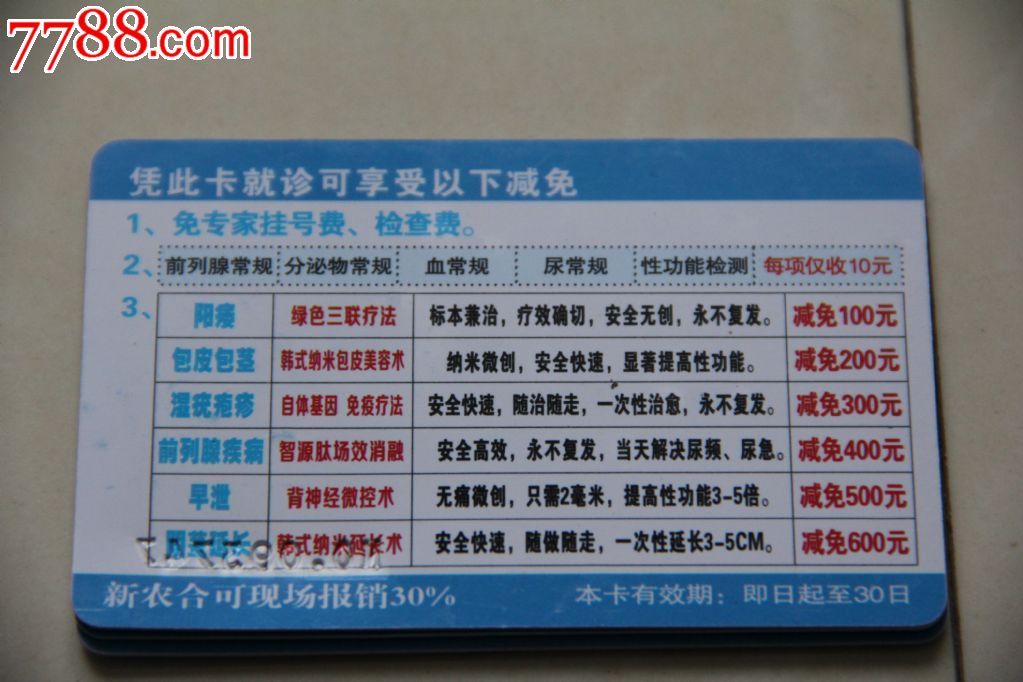 7788.com
凭此卡就诊可享受以下减免
1、免专家挂号费、检查费。
2、前列腺常规 分泌物常规 血常规 尿常规 性功能检测 每项仅收10元
3、阳痿 绿色三联疗法 标本兼治，疗效确切，安全无创，永不复发。 减免100元
包皮包茎 韩式纳米包皮美容术 纳米微创，安全快速，显著提高性功能。 减免200元
湿疣疱疹 自体基因 免疫疗法 安全快速，随治随走，一次性治愈，永不复发。 减免300元
前列腺疾病 智源肽场效消融 安全高效，永不复发，当天解决尿频、尿急。 减免400元
早泄 背神经微控术 无痛微创，只需2毫米，提高性功能3-5倍。 减免500元
阴茎延长 韩式纳米延长术 安全快速，随做随走，一次性延长3-5CM。 减免600元
新农合可现场报销30% 本卡有效期：即日起至30日